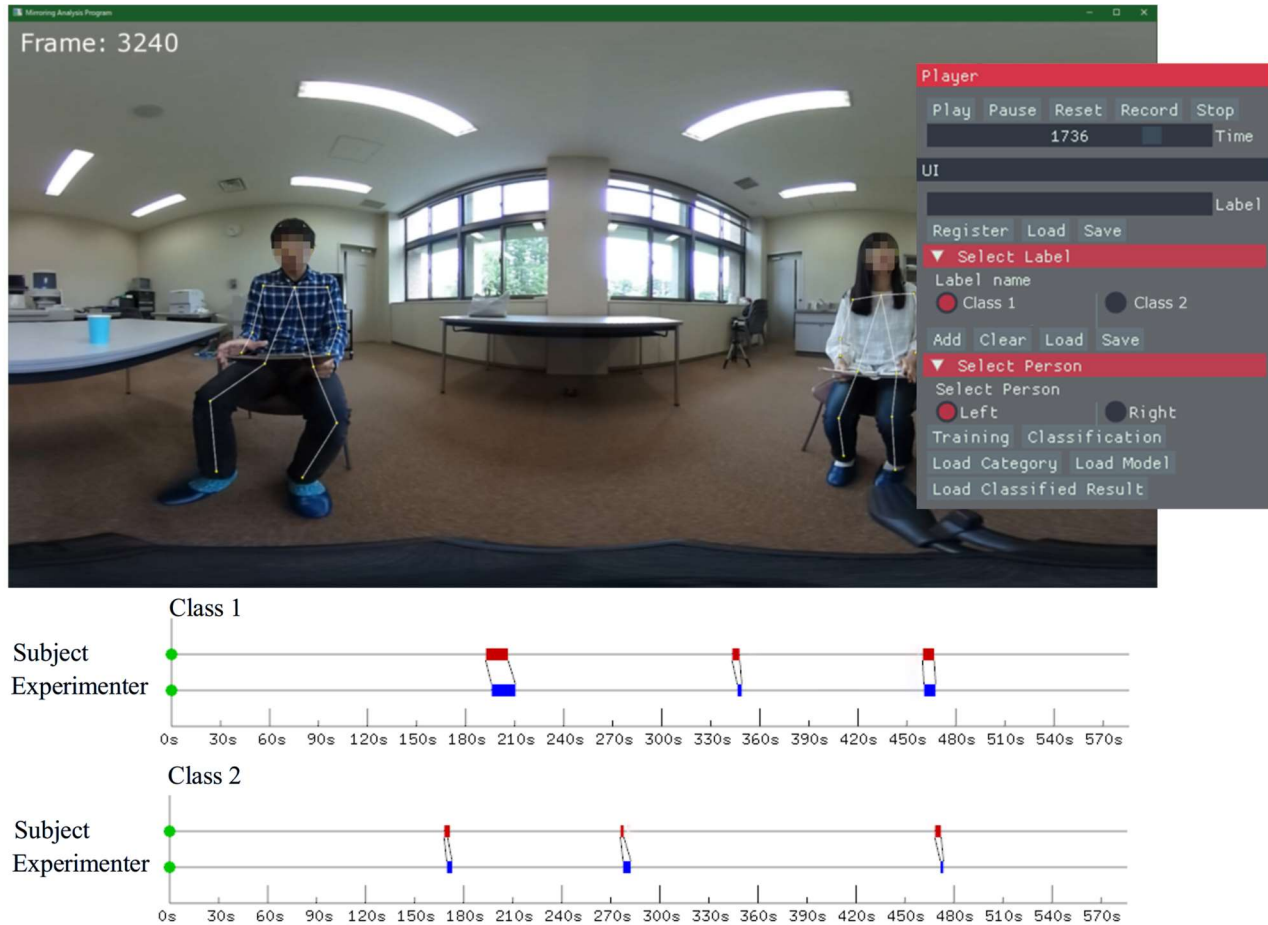 Mirroring Analysis Program
Frame: 3240
Player
Play Pause Reset Record Stop
1736 Time
UI
Label
Register Load Save
▼ Select Label
Label name
Class 1 Class 2
Add Clear Load Save
▼ Select Person
Select Person
Left Right
Training Classification
Load Category Load Model
Load Classified Result
Class 1
Subject
Experimenter
0s 30s 60s 90s 120s 150s 180s 210s 240s 270s 300s 330s 360s 390s 420s 450s 480s 510s 540s 570s
Class 2
Subject
Experimenter
0s 30s 60s 90s 120s 150s 180s 210s 240s 270s 300s 330s 360s 390s 420s 450s 480s 510s 540s 570s